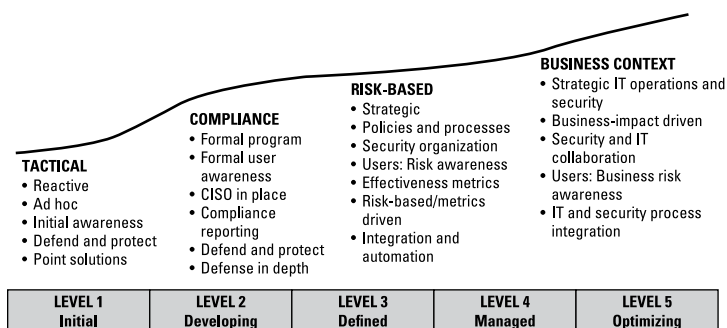 TACTICAL
• Reactive
• Ad hoc
• Initial awareness
• Defend and protect
• Point solutions
COMPLIANCE
• Formal program
• Formal user
awareness
• CISO in place
• Compliance
reporting
• Defend and protect
• Defense in depth
RISK-BASED
• Strategic
• Policies and processes
• Security organization
• Users: Risk awareness
• Effectiveness metrics
• Risk-based/metrics
driven
• Integration and
automation
BUSINESS CONTEXT
• Strategic IT operations and
security
• Business-impact driven
• Security and IT
collaboration
• Users: Business risk
awareness
• IT and security process
integration
LEVEL 1
Initial
LEVEL 2
Developing
LEVEL 3
Defined
LEVEL 4
Managed
LEVEL 5
Optimizing